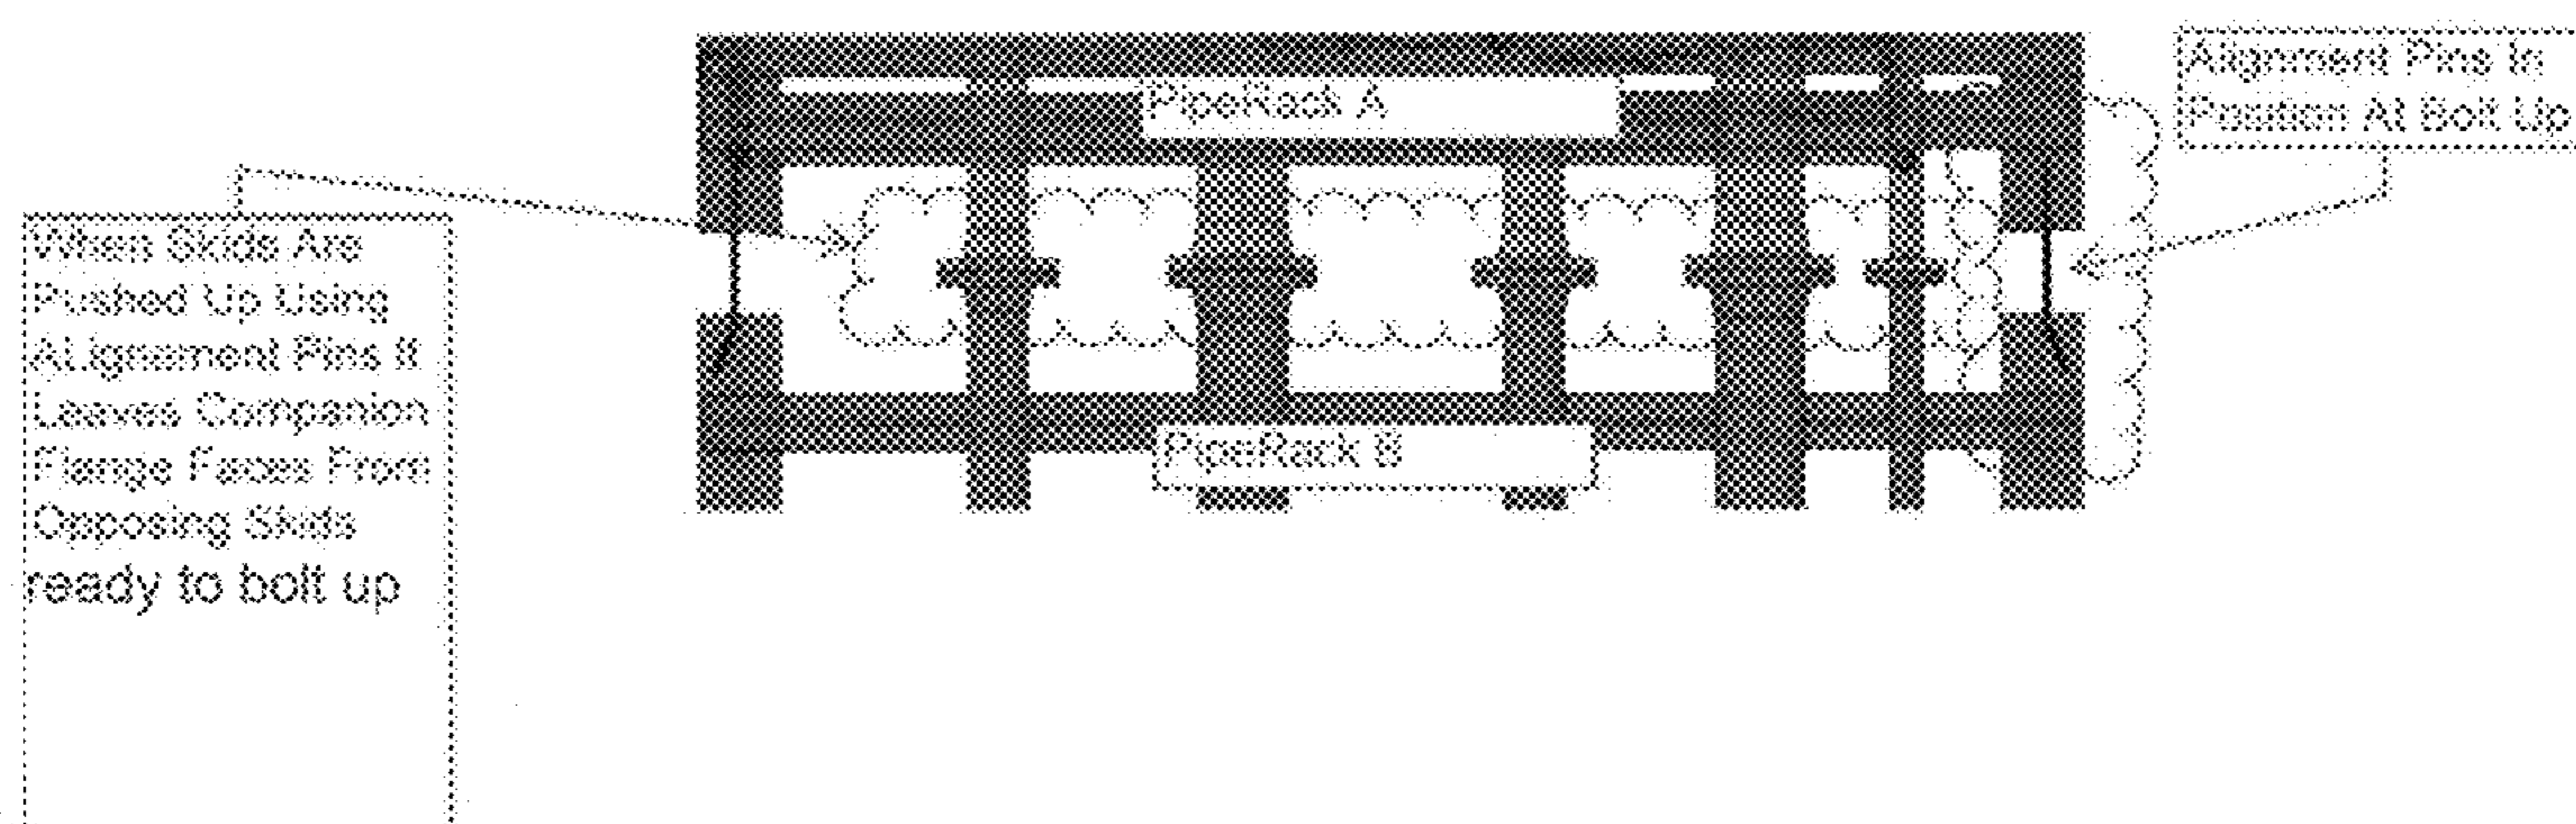 PipeRack A
Alignment Pins In
Position At Bolt Up
When Skids Are
Pushed Up Using
ALignement Pins It
Leaves Companion
Flange Faces From
Opposing Skids
ready to bolt up
PipeRack B